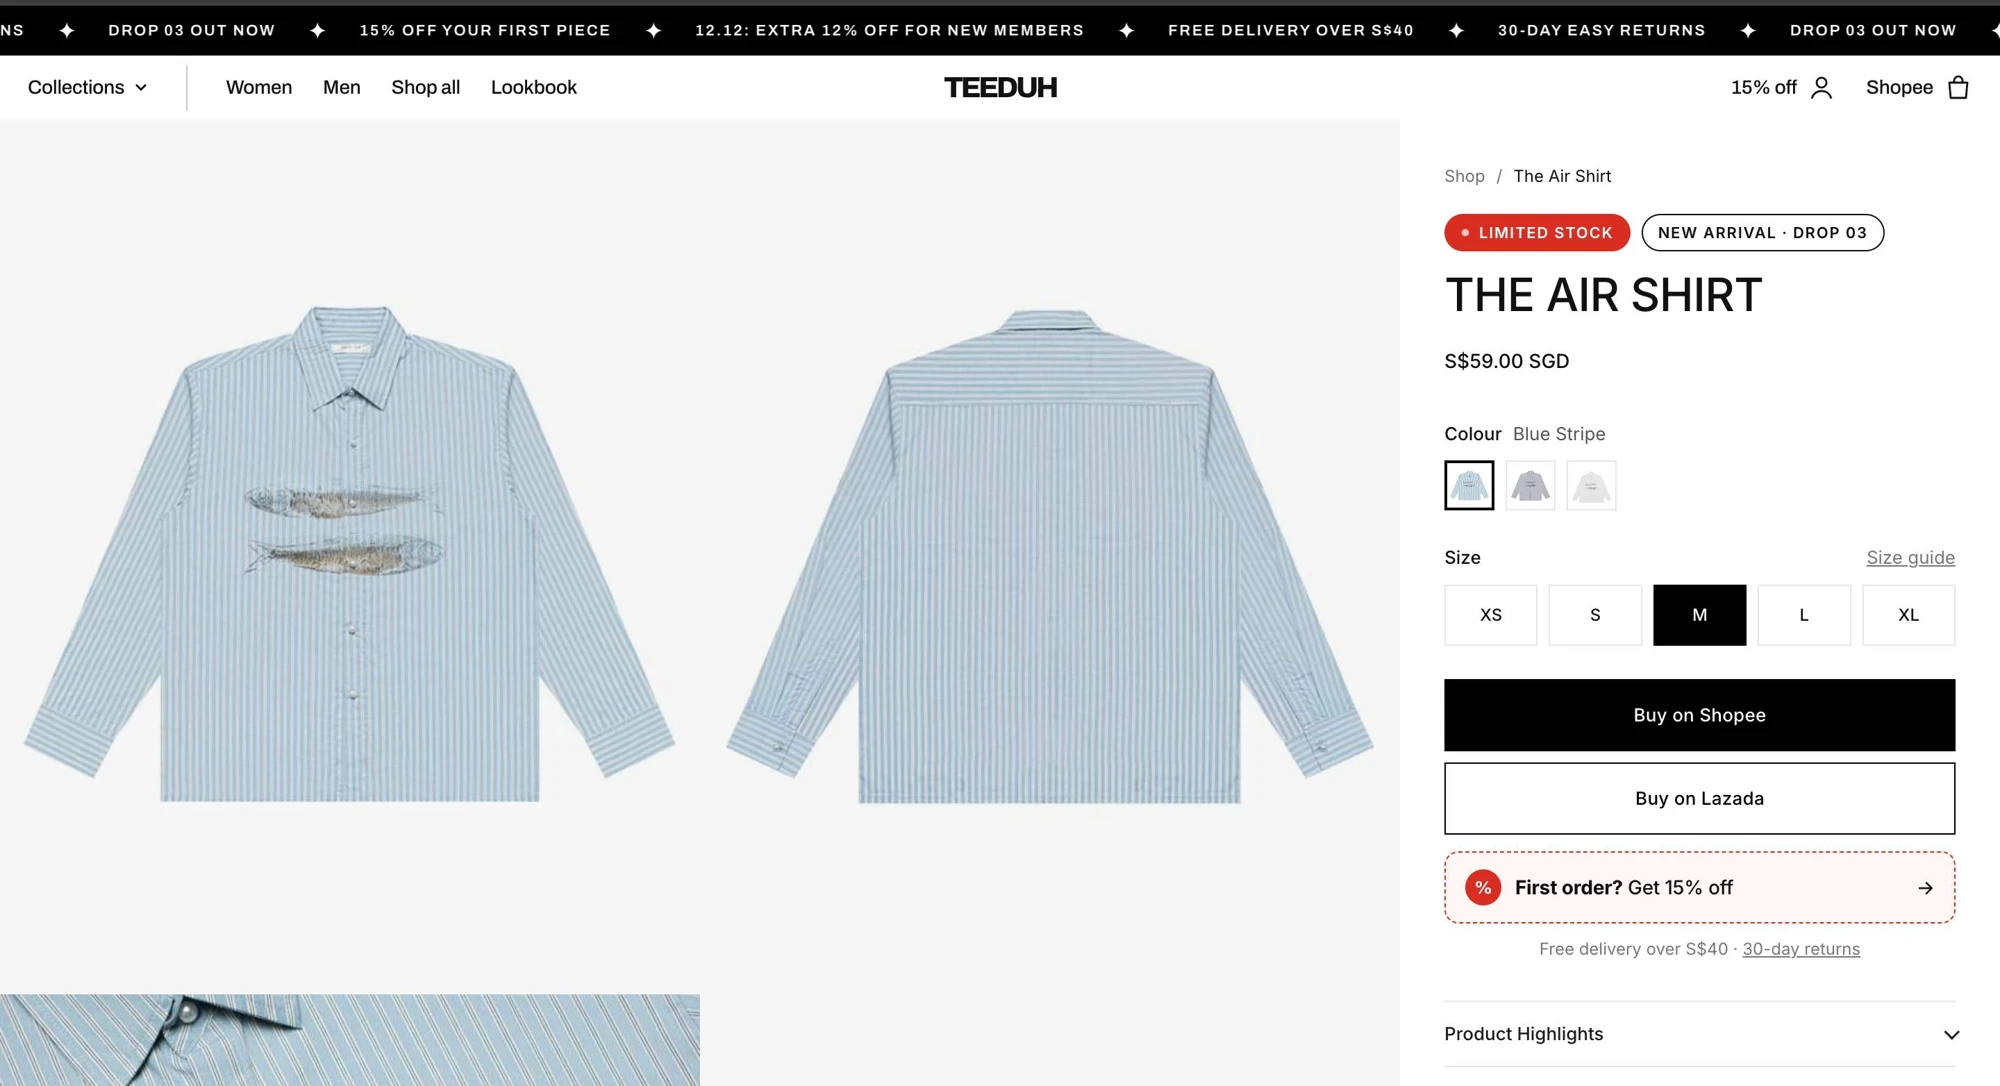 NS ✦ DROP 03 OUT NOW ✦ 15% OFF YOUR FIRST PIECE ✦ 12.12: EXTRA 12% OFF FOR NEW MEMBERS ✦ FREE DELIVERY OVER S$40 ✦ 30-DAY EASY RETURNS ✦ DROP 03 OUT NOW
Collections Women Men Shop all Lookbook TEEDUH 15% off Shopee
Shop / The Air Shirt
LIMITED STOCK NEW ARRIVAL · DROP 03
THE AIR SHIRT
S$59.00 SGD
Colour Blue Stripe
Size Size guide
XS S M L XL
Buy on Shopee
Buy on Lazada
% First order? Get 15% off →
Free delivery over S$40 · 30-day returns
Product Highlights